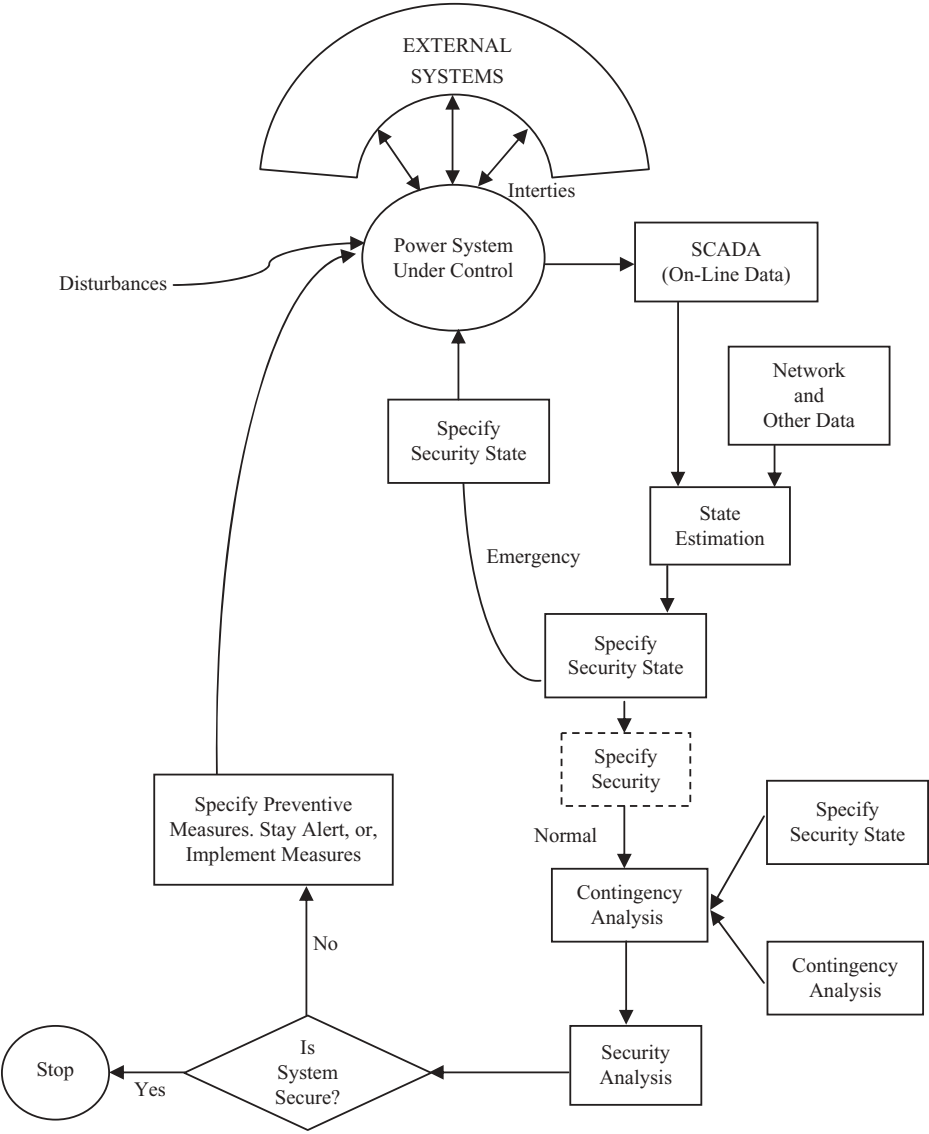 EXTERNAL
SYSTEMS
Interties
Power System
Under Control
SCADA
(On-Line Data)
Disturbances
Network
and
Other Data
Specify
Security State
State
Estimation
Emergency
Specify
Security State
Specify
Security
Specify Preventive
Measures. Stay Alert, or,
Implement Measures
Normal
Specify
Security State
Contingency
Analysis
No
Contingency
Analysis
Is
System
Secure?
Security
Analysis
Stop
Yes